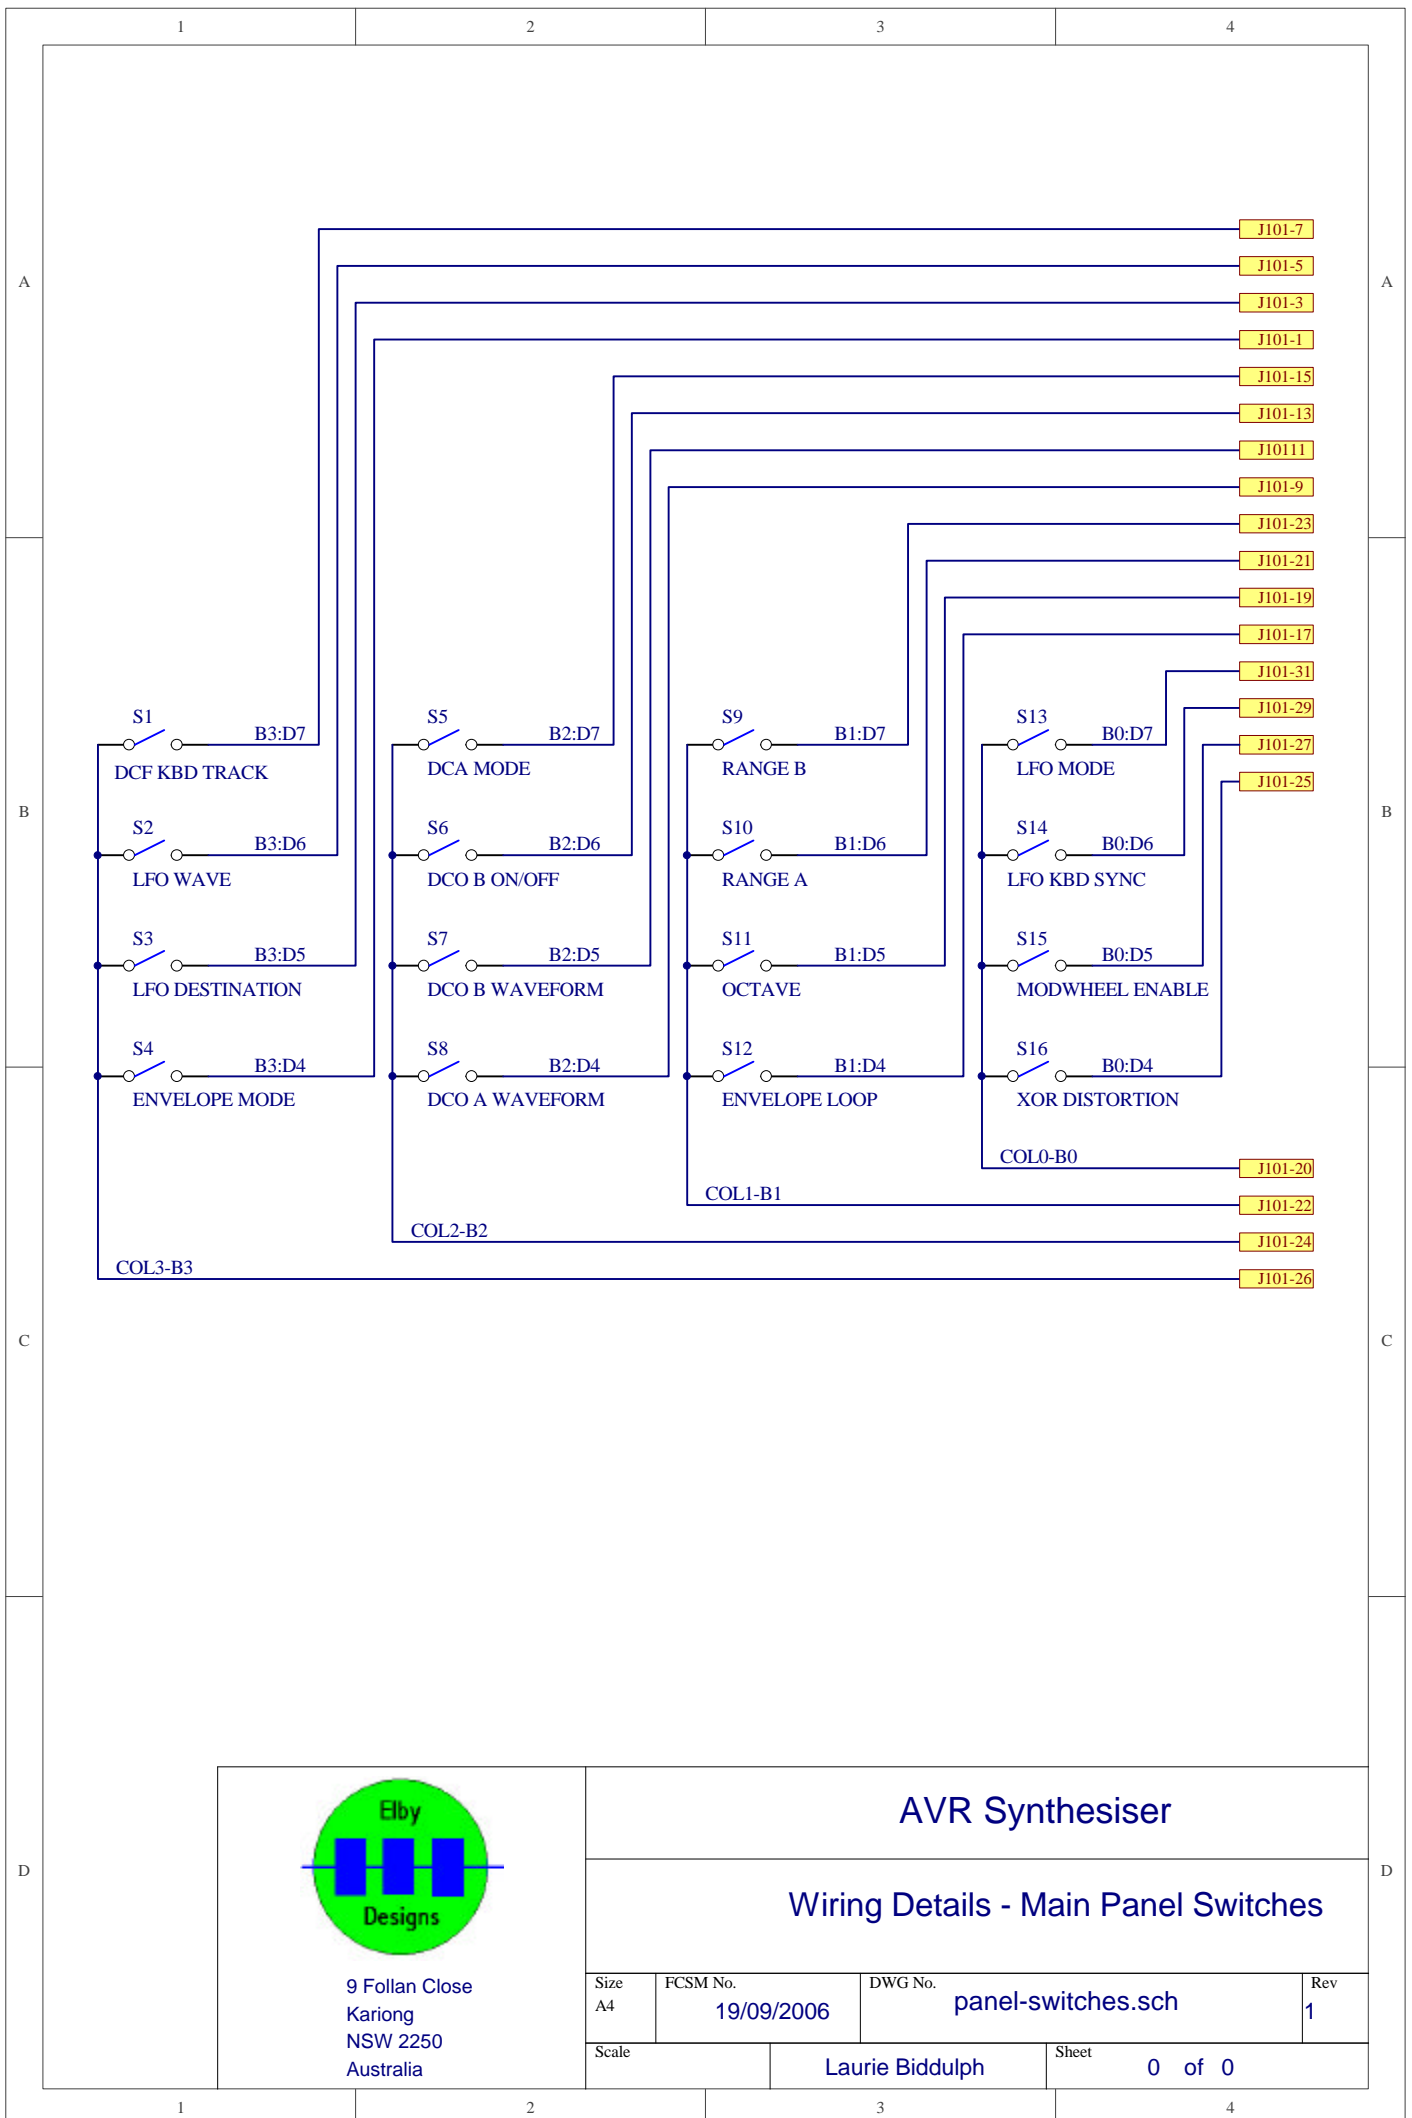 1 2 3 4
J101-7
J101-5
A A
J101-3
J101-1
J101-15
J101-13
J10111
J101-9
J101-23
J101-21
J101-19
J101-17
J101-31
J101-29
J101-27
J101-25
S1 S5 S9 S13
B3:D7 B2:D7 B1:D7 B0:D7
DCF KBD TRACK DCA MODE RANGE B LFO MODE
B B
S2 S6 S10 S14
B3:D6 B2:D6 B1:D6 B0:D6
LFO WAVE DCO B ON/OFF RANGE A LFO KBD SYNC
S3 S7 S11 S15
B3:D5 B2:D5 B1:D5 B0:D5
LFO DESTINATION DCO B WAVEFORM OCTAVE MODWHEEL ENABLE
S4 S8 S12 S16
B3:D4 B2:D4 B1:D4 B0:D4
ENVELOPE MODE DCO A WAVEFORM ENVELOPE LOOP XOR DISTORTION
COL0-B0 J101-20
COL1-B1 J101-22
COL2-B2 J101-24
COL3-B3 J101-26
C C
Elby
Designs
AVR Synthesiser
D D
Wiring Details - Main Panel Switches
9 Follan Close
Kariong
NSW 2250
Australia
Size FCSM No. DWG No. Rev
A4 19/09/2006 panel-switches.sch 1
Scale Laurie Biddulph Sheet 0 of 0
1 2 3 4